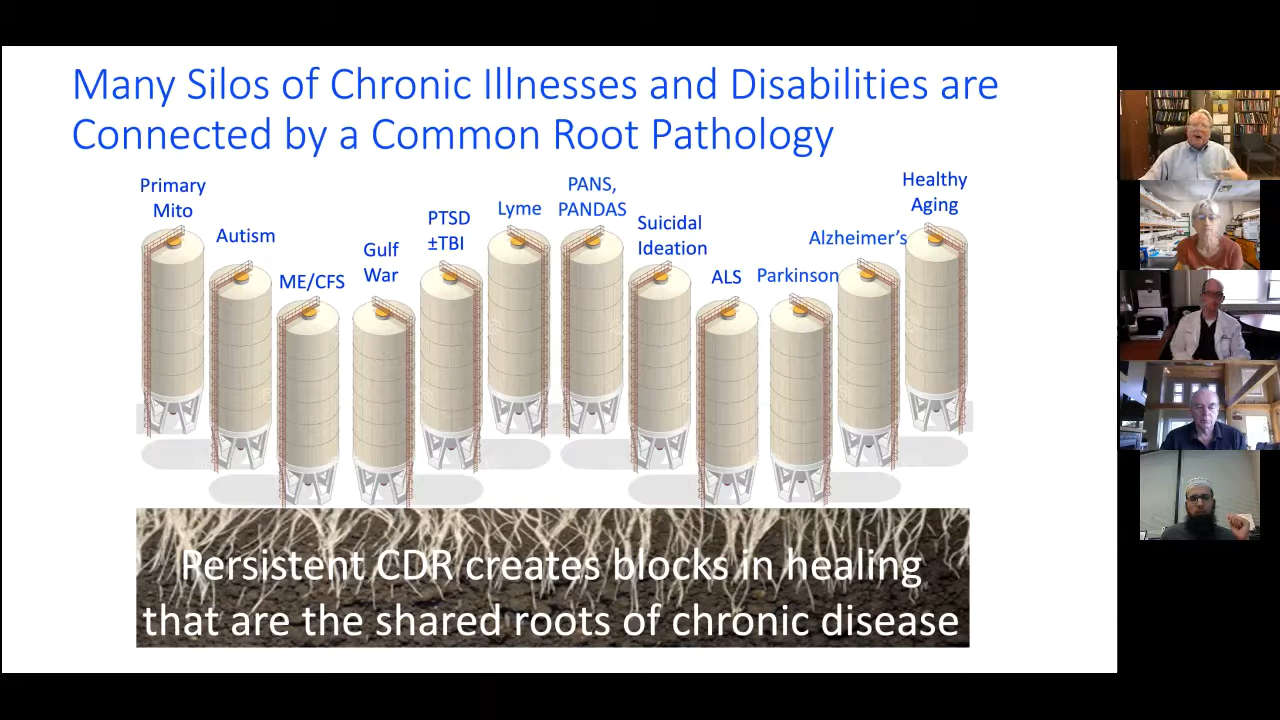 Many Silos of Chronic Illnesses and Disabilities are
Connected by a Common Root Pathology
Primary
Mito
Autism
ME/CFS
Gulf
War
PTSD
±TBI
Lyme
PANS,
PANDAS
Suicidal
Ideation
ALS
Parkinson
Alzheimer's
Healthy
Aging
Persistent CDR creates blocks in healing
that are the shared roots of chronic disease